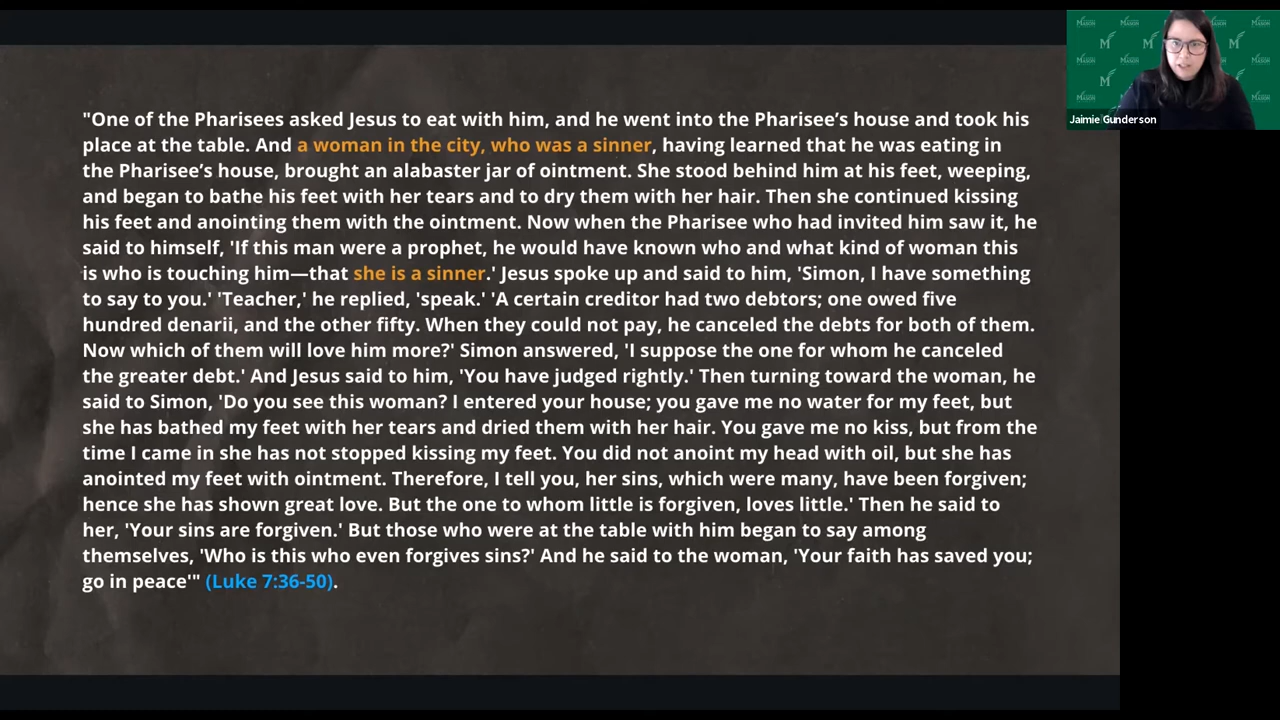 "One of the Pharisees asked Jesus to eat with him, and he went into the Pharisee’s house and took his
place at the table. And a woman in the city, who was a sinner, having learned that he was eating in
the Pharisee’s house, brought an alabaster jar of ointment. She stood behind him at his feet, weeping,
and began to bathe his feet with her tears and to dry them with her hair. Then she continued kissing
his feet and anointing them with the ointment. Now when the Pharisee who had invited him saw it, he
said to himself, 'If this man were a prophet, he would have known who and what kind of woman this
is who is touching him—that she is a sinner.' Jesus spoke up and said to him, 'Simon, I have something
to say to you.' 'Teacher,' he replied, 'speak.' 'A certain creditor had two debtors; one owed five
hundred denarii, and the other fifty. When they could not pay, he canceled the debts for both of them.
Now which of them will love him more?' Simon answered, 'I suppose the one for whom he canceled
the greater debt.' And Jesus said to him, 'You have judged rightly.' Then turning toward the woman, he
said to Simon, 'Do you see this woman? I entered your house; you gave me no water for my feet, but
she has bathed my feet with her tears and dried them with her hair. You gave me no kiss, but from the
time I came in she has not stopped kissing my feet. You did not anoint my head with oil, but she has
anointed my feet with ointment. Therefore, I tell you, her sins, which were many, have been forgiven;
hence she has shown great love. But the one to whom little is forgiven, loves little.' Then he said to
her, 'Your sins are forgiven.' But those who were at the table with him began to say among
themselves, 'Who is this who even forgives sins?' And he said to the woman, 'Your faith has saved you;
go in peace'" (Luke 7:36-50).
Jaimie Gunderson